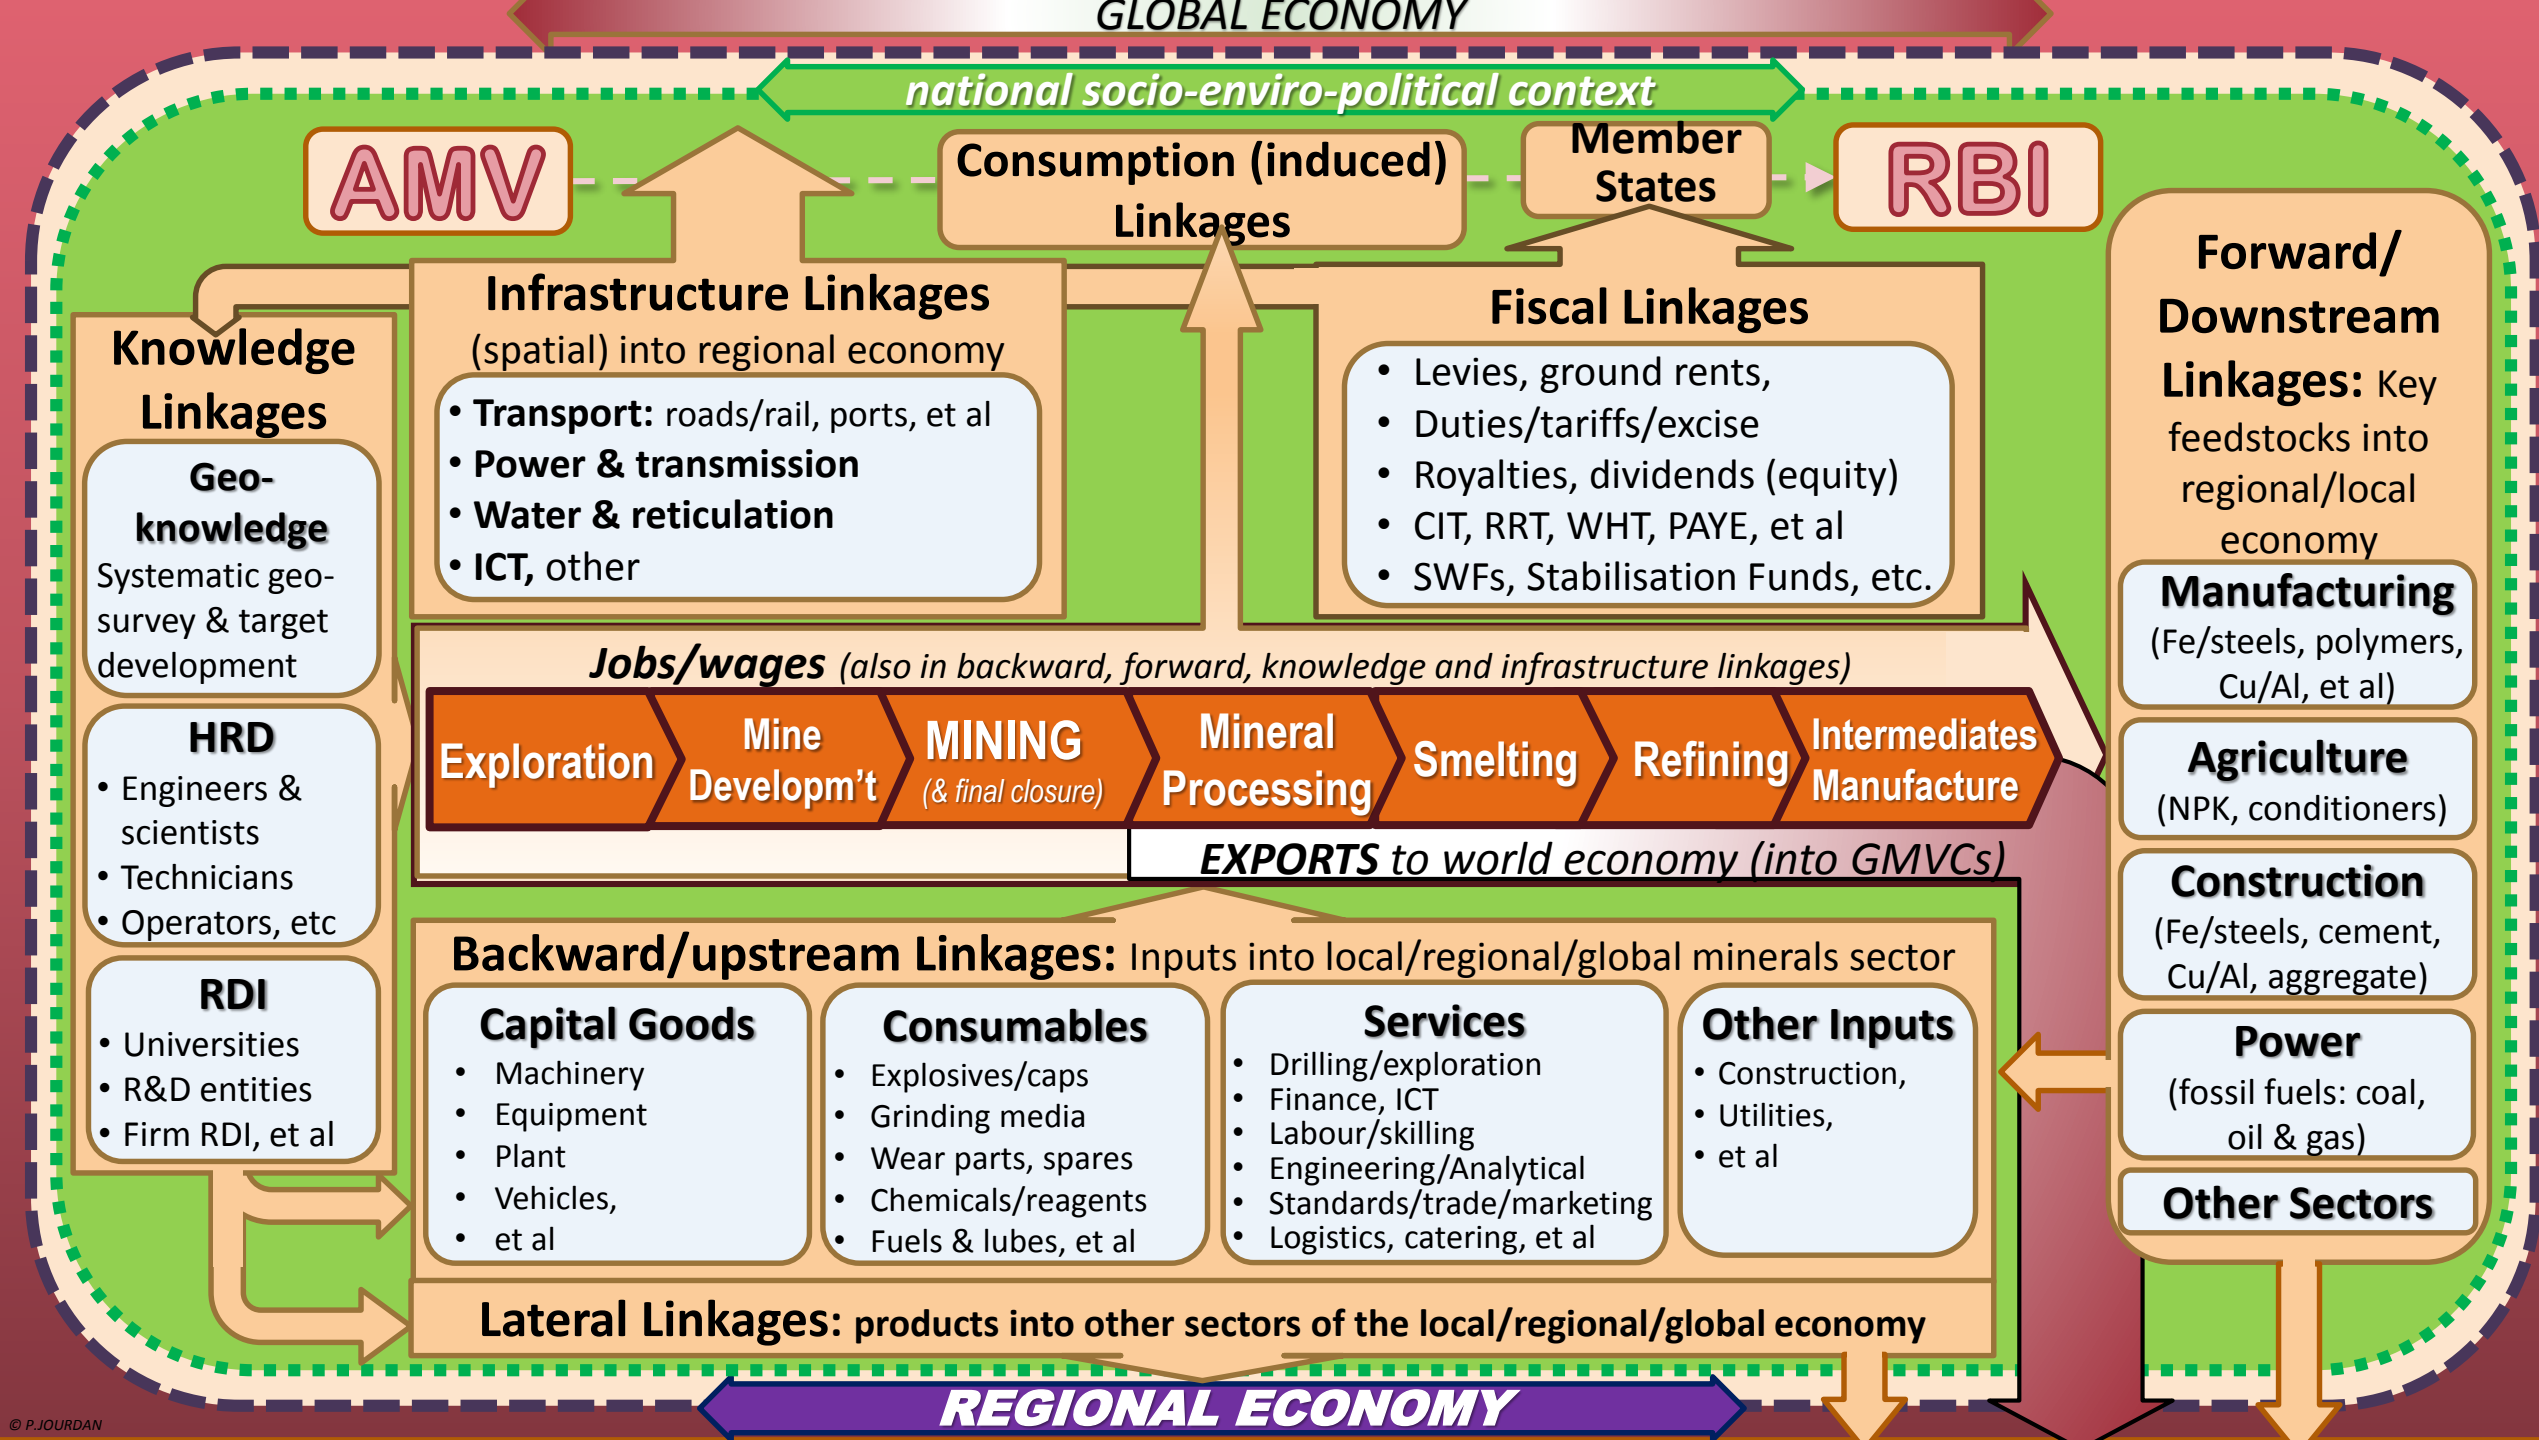 GLOBAL ECONOMY
national socio-enviro-political context
AMV
Consumption (induced)
Linkages
Member
States
RBI
Knowledge
Linkages
Geo-
knowledge
Systematic geo-
survey & target
development
HRD
• Engineers &
scientists
• Technicians
• Operators, etc
RDI
• Universities
• R&D entities
• Firm RDI, et al
Infrastructure Linkages
(spatial) into regional economy
• Transport: roads/rail, ports, et al
• Power & transmission
• Water & reticulation
• ICT, other
Fiscal Linkages
• Levies, ground rents,
• Duties/tariffs/excise
• Royalties, dividends (equity)
• CIT, RRT, WHT, PAYE, et al
• SWFs, Stabilisation Funds, etc.
Forward/
Downstream
Linkages: Key
feedstocks into
regional/local
economy
Manufacturing
(Fe/steels, polymers,
Cu/Al, et al)
Agriculture
(NPK, conditioners)
Construction
(Fe/steels, cement,
Cu/Al, aggregate)
Power
(fossil fuels: coal,
oil & gas)
Other Sectors
Jobs/wages (also in backward, forward, knowledge and infrastructure linkages)
Exploration
Mine
Developm't
MINING
(& final closure)
Mineral
Processing
Smelting
Refining
Intermediates
Manufacture
EXPORTS to world economy (into GMVCs)
Backward/upstream Linkages: Inputs into local/regional/global minerals sector
Capital Goods
• Machinery
• Equipment
• Plant
• Vehicles,
• et al
Consumables
• Explosives/caps
• Grinding media
• Wear parts, spares
• Chemicals/reagents
• Fuels & lubes, et al
Services
• Drilling/exploration
• Finance, ICT
• Labour/skilling
• Engineering/Analytical
• Standards/trade/marketing
• Logistics, catering, et al
Other Inputs
• Construction,
• Utilities,
• et al
Lateral Linkages: products into other sectors of the local/regional/global economy
REGIONAL ECONOMY
© P.JOURDAN